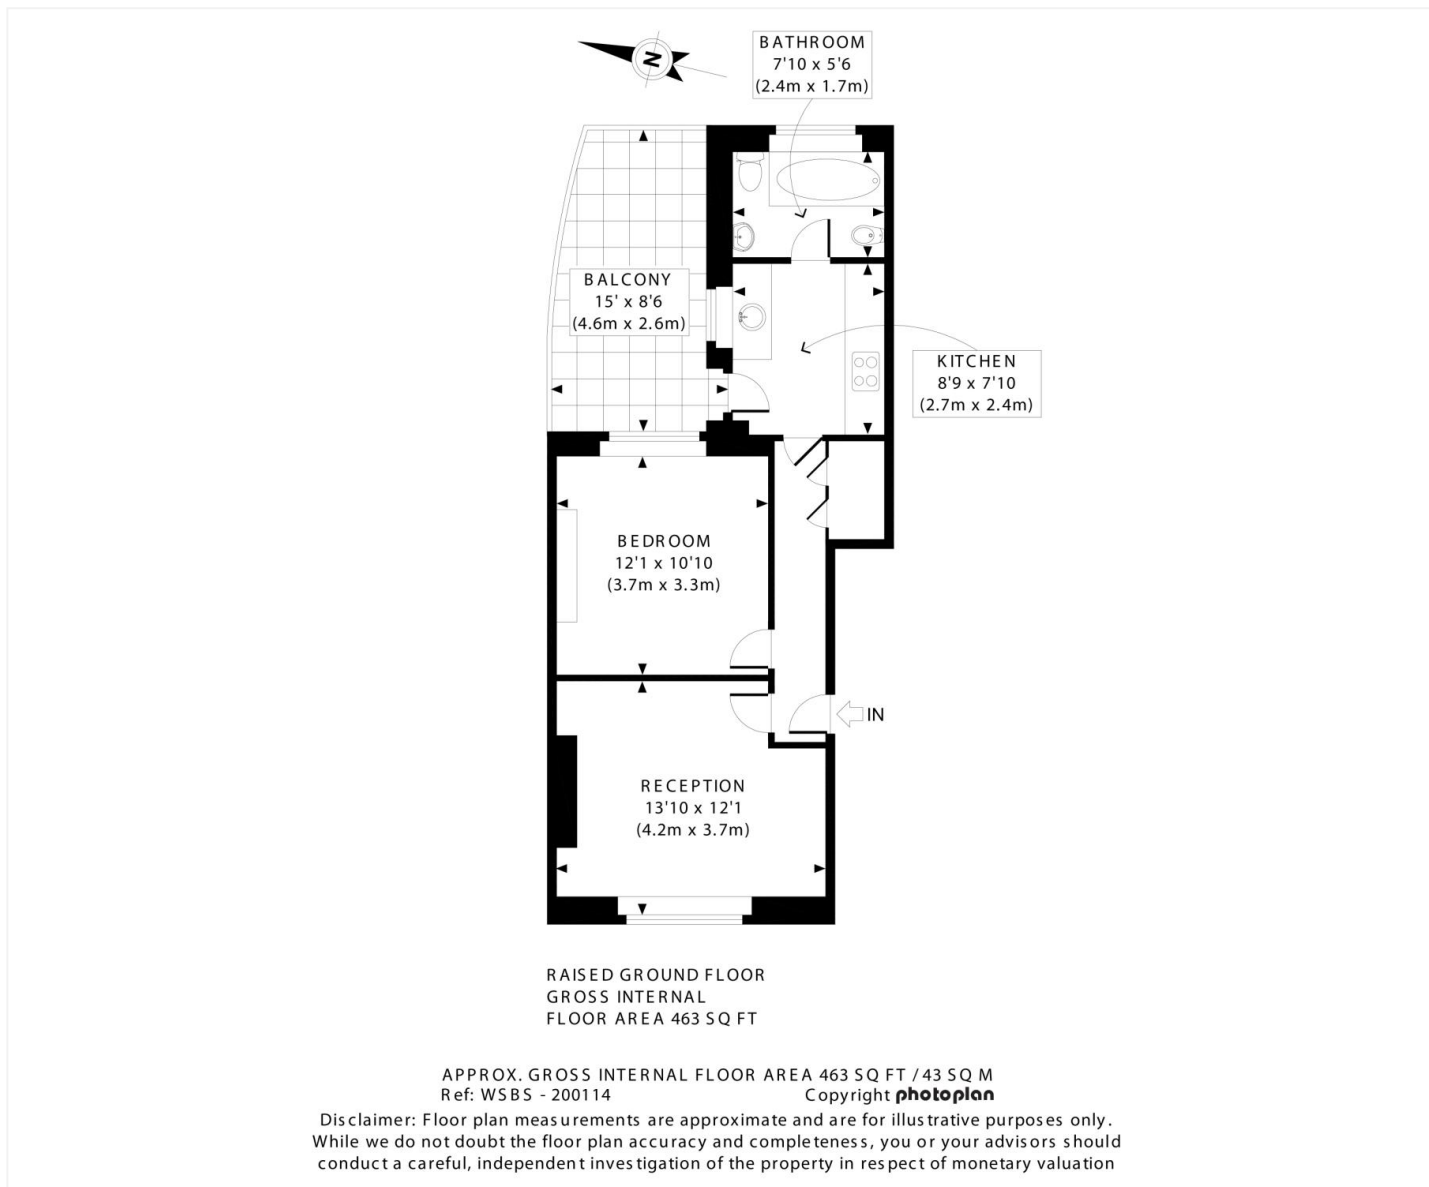 N
BATHROOM
7'10 x 5'6
(2.4m x 1.7m)
BALCONY
15' x 8'6
(4.6m x 2.6m)
KITCHEN
8'9 x 7'10
(2.7m x 2.4m)
BEDROOM
12'1 x 10'10
(3.7m x 3.3m)
IN
RECEPTION
13'10 x 12'1
(4.2m x 3.7m)
RAISED GROUND FLOOR
GROSS INTERNAL
FLOOR AREA 463 SQ FT
APPROX. GROSS INTERNAL FLOOR AREA 463 SQ FT / 43 SQ M
Ref: WSBS - 200114 Copyright photoplan
Disclaimer: Floor plan measurements are approximate and are for illustrative purposes only.
While we do not doubt the floor plan accuracy and completeness, you or your advisors should
conduct a careful, independent investigation of the property in respect of monetary valuation